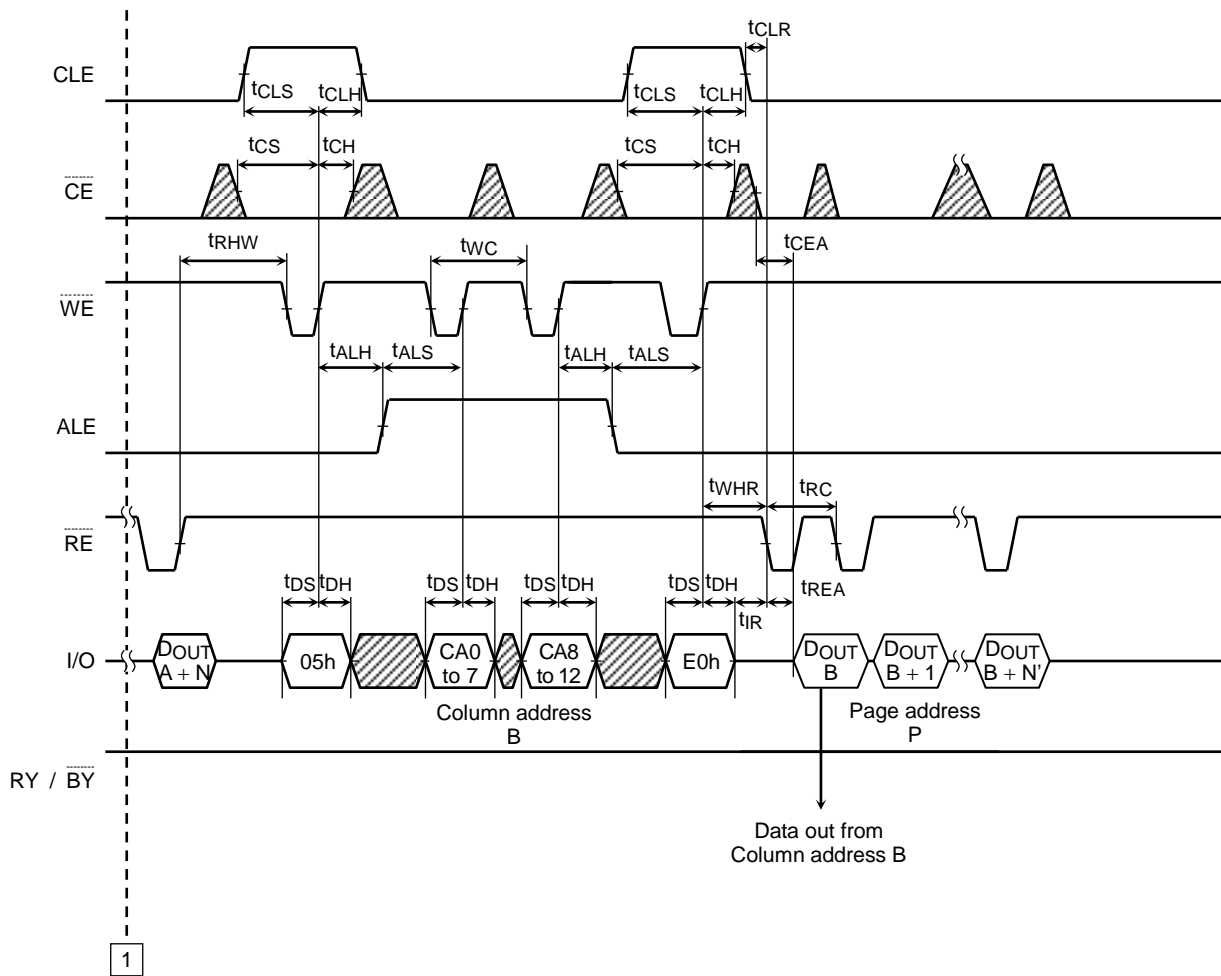 tCLR
CLE
tCLS tCLH tCLS tCLH
tCS tCH tCS tCH
CE
tRHW tWC tCEA
WE
tALH tALS tALH tALS
ALE
tWHR tRC
RE
tDS tDH tDS tDH tDS tDH tDS tDH tREA
tIR
I/O
DOUT
A + N
05h
CA0
to 7
CA8
to 12
E0h
DOUT
B
DOUT
B + 1
DOUT
B + N’
Column address
B
Page address
P
RY / BY
Data out from
Column address B
1